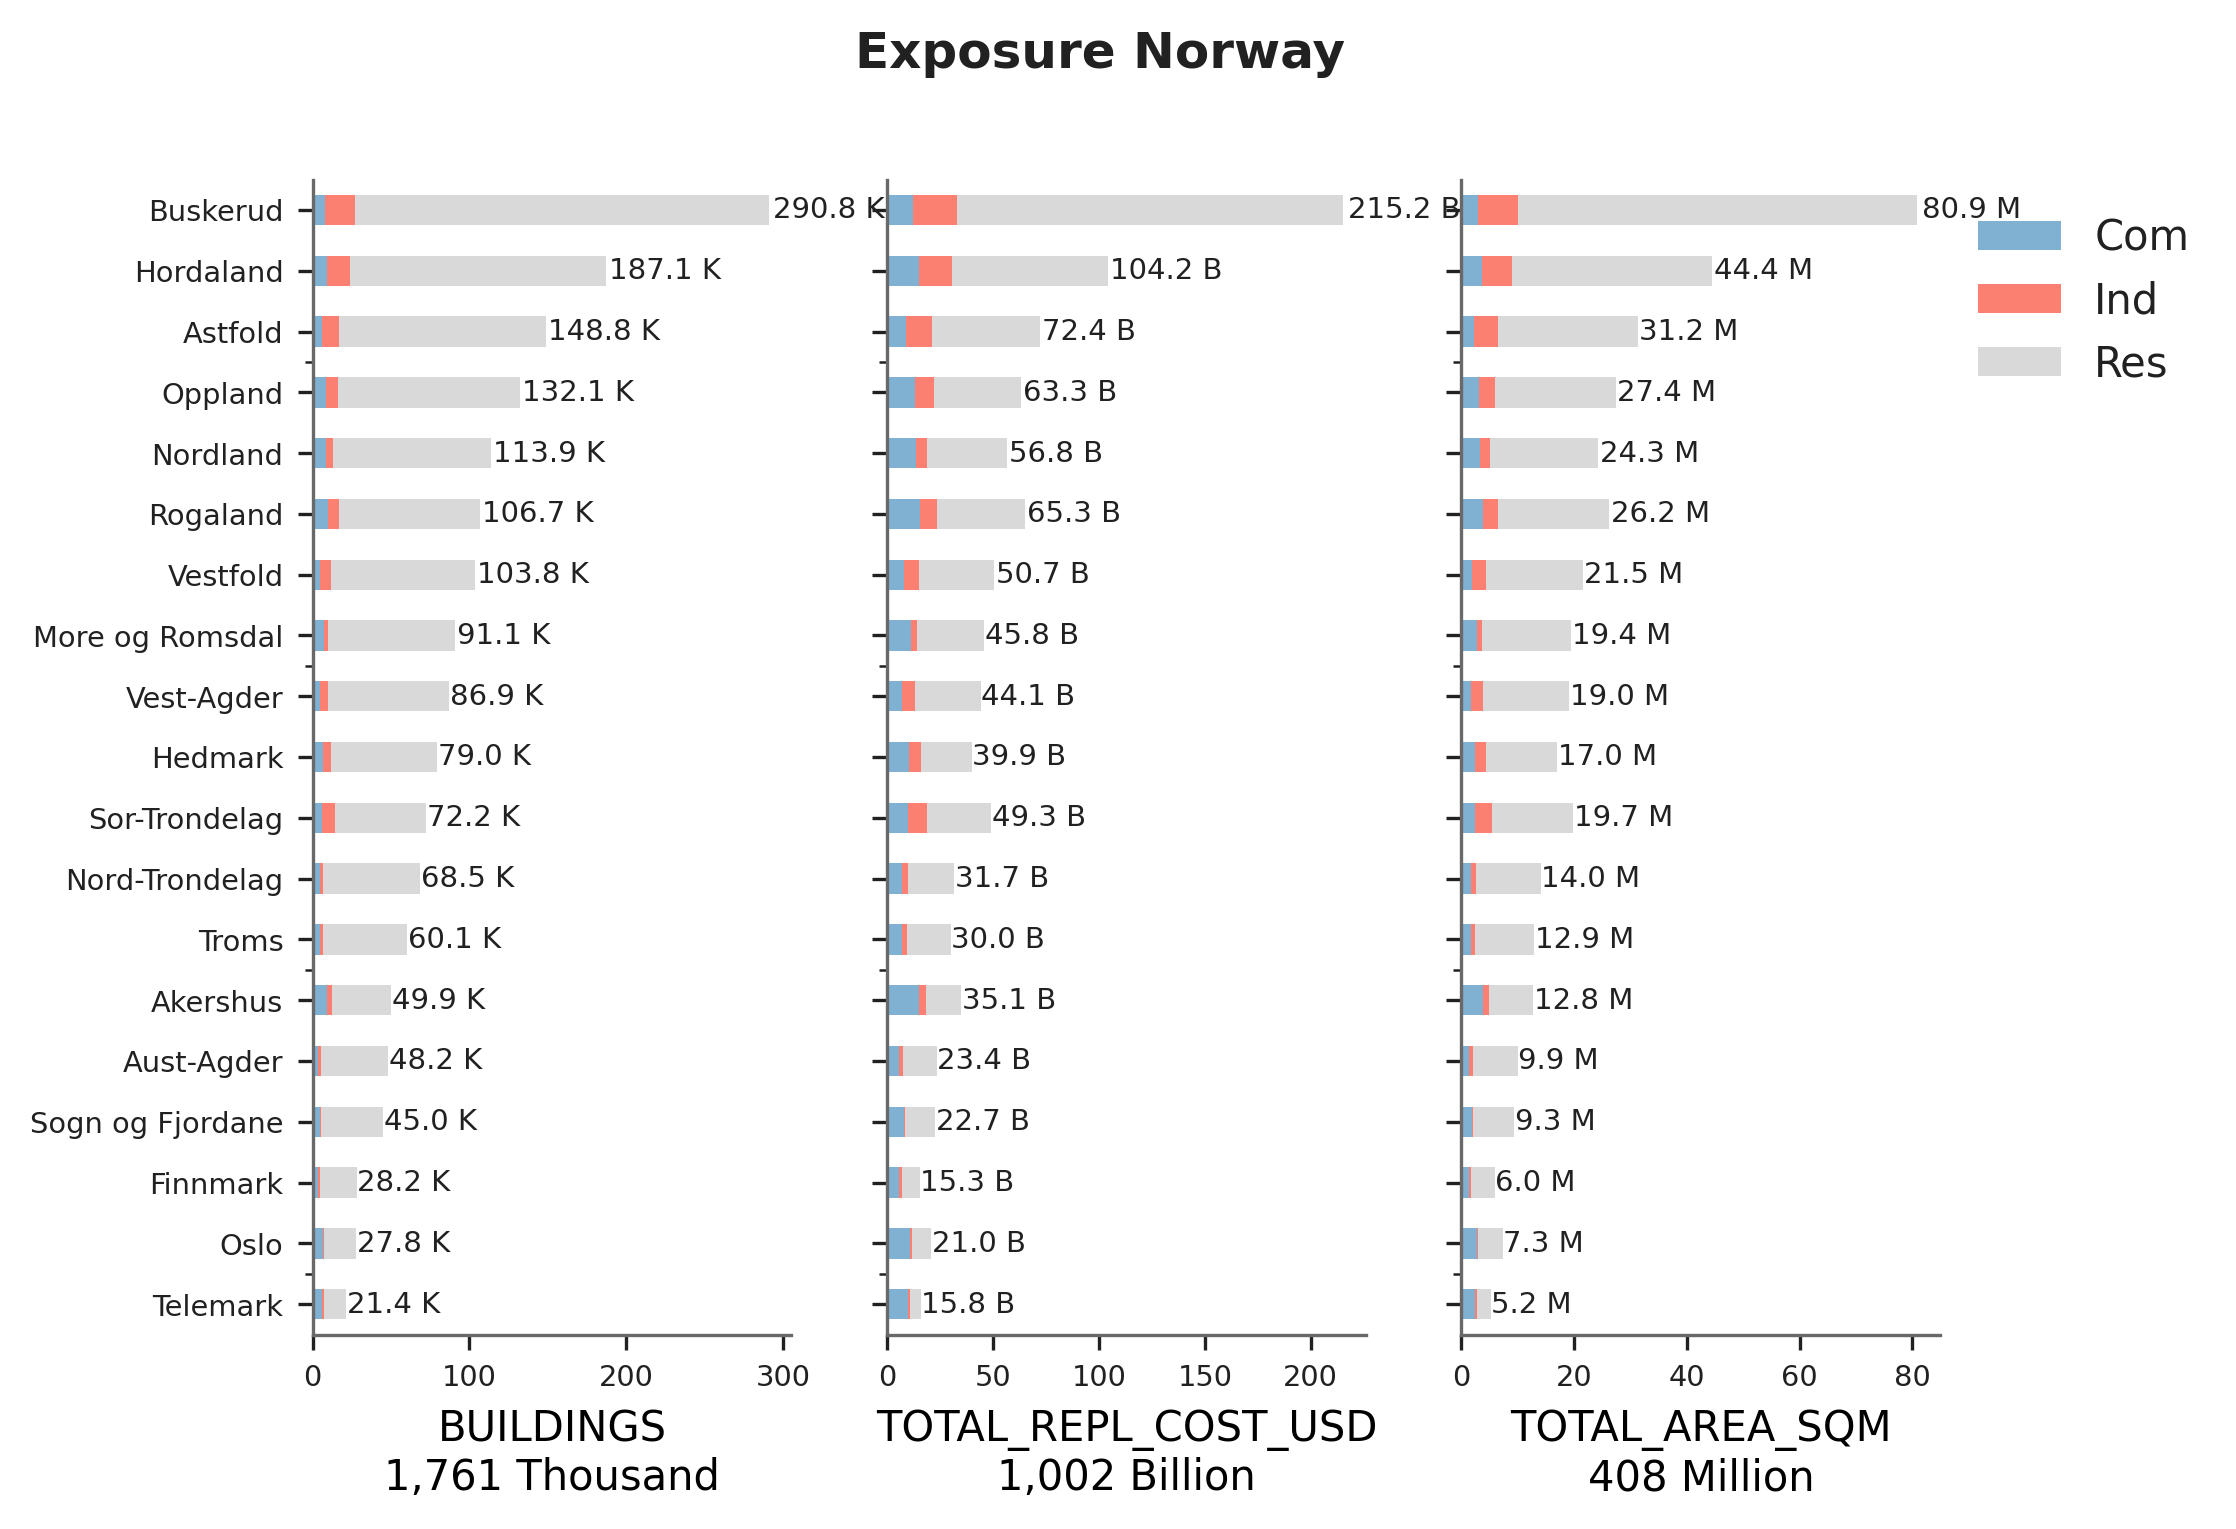 Exposure Norway
Buskerud 290.8 K 215.2 B 80.9 M
Hordaland 187.1 K 104.2 B 44.4 M
Astfold 148.8 K 72.4 B 31.2 M
Oppland 132.1 K 63.3 B 27.4 M
Nordland 113.9 K 56.8 B 24.3 M
Rogaland 106.7 K 65.3 B 26.2 M
Vestfold 103.8 K 50.7 B 21.5 M
More og Romsdal 91.1 K 45.8 B 19.4 M
Vest-Agder 86.9 K 44.1 B 19.0 M
Hedmark 79.0 K 39.9 B 17.0 M
Sor-Trondelag 72.2 K 49.3 B 19.7 M
Nord-Trondelag 68.5 K 31.7 B 14.0 M
Troms 60.1 K 30.0 B 12.9 M
Akershus 49.9 K 35.1 B 12.8 M
Aust-Agder 48.2 K 23.4 B 9.9 M
Sogn og Fjordane 45.0 K 22.7 B 9.3 M
Finnmark 28.2 K 15.3 B 6.0 M
Oslo 27.8 K 21.0 B 7.3 M
Telemark 21.4 K 15.8 B 5.2 M
0 100 200 300
BUILDINGS
1,761 Thousand
0 50 100 150 200
TOTAL_REPL_COST_USD
1,002 Billion
0 20 40 60 80
TOTAL_AREA_SQM
408 Million
Com
Ind
Res